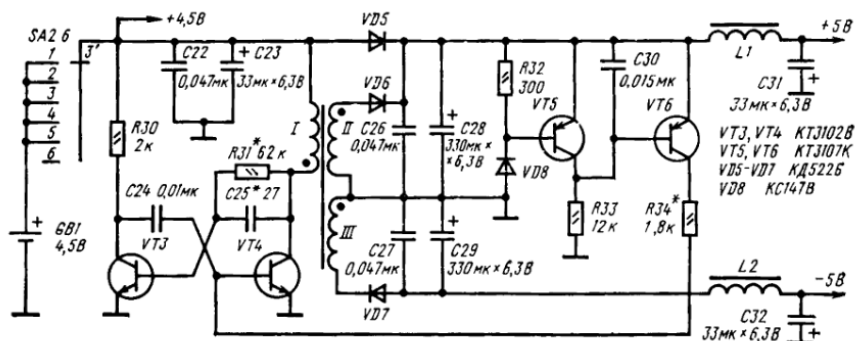 +4,5В
SA2.6
3'
1
2
3
4
5
6
GB1
4,5В
+
R30
2к
C22
0,047мк
+ C23
33мк×6,3В
R31* 62к
C25* 27
C24 0,01мк
VT3
VT4
I
II
III
VD5
VD6
VD7
C26
0,047мк
C27
0,047мк
+
C28
330мк×
×6,3В
+
C29
330мк×6,3В
R32
300
VD8
VT5
R33
12к
C30
0,015мк
VT6
R34*
1,8к
L1
+5В
C31
+
33мк×6,3В
VT3, VT4 КТ3102В
VT5, VT6 КТ3107К
VD5-VD7 КД522Б
VD8 КС147В
L2
-5В
C32
33мк×6,3В
+